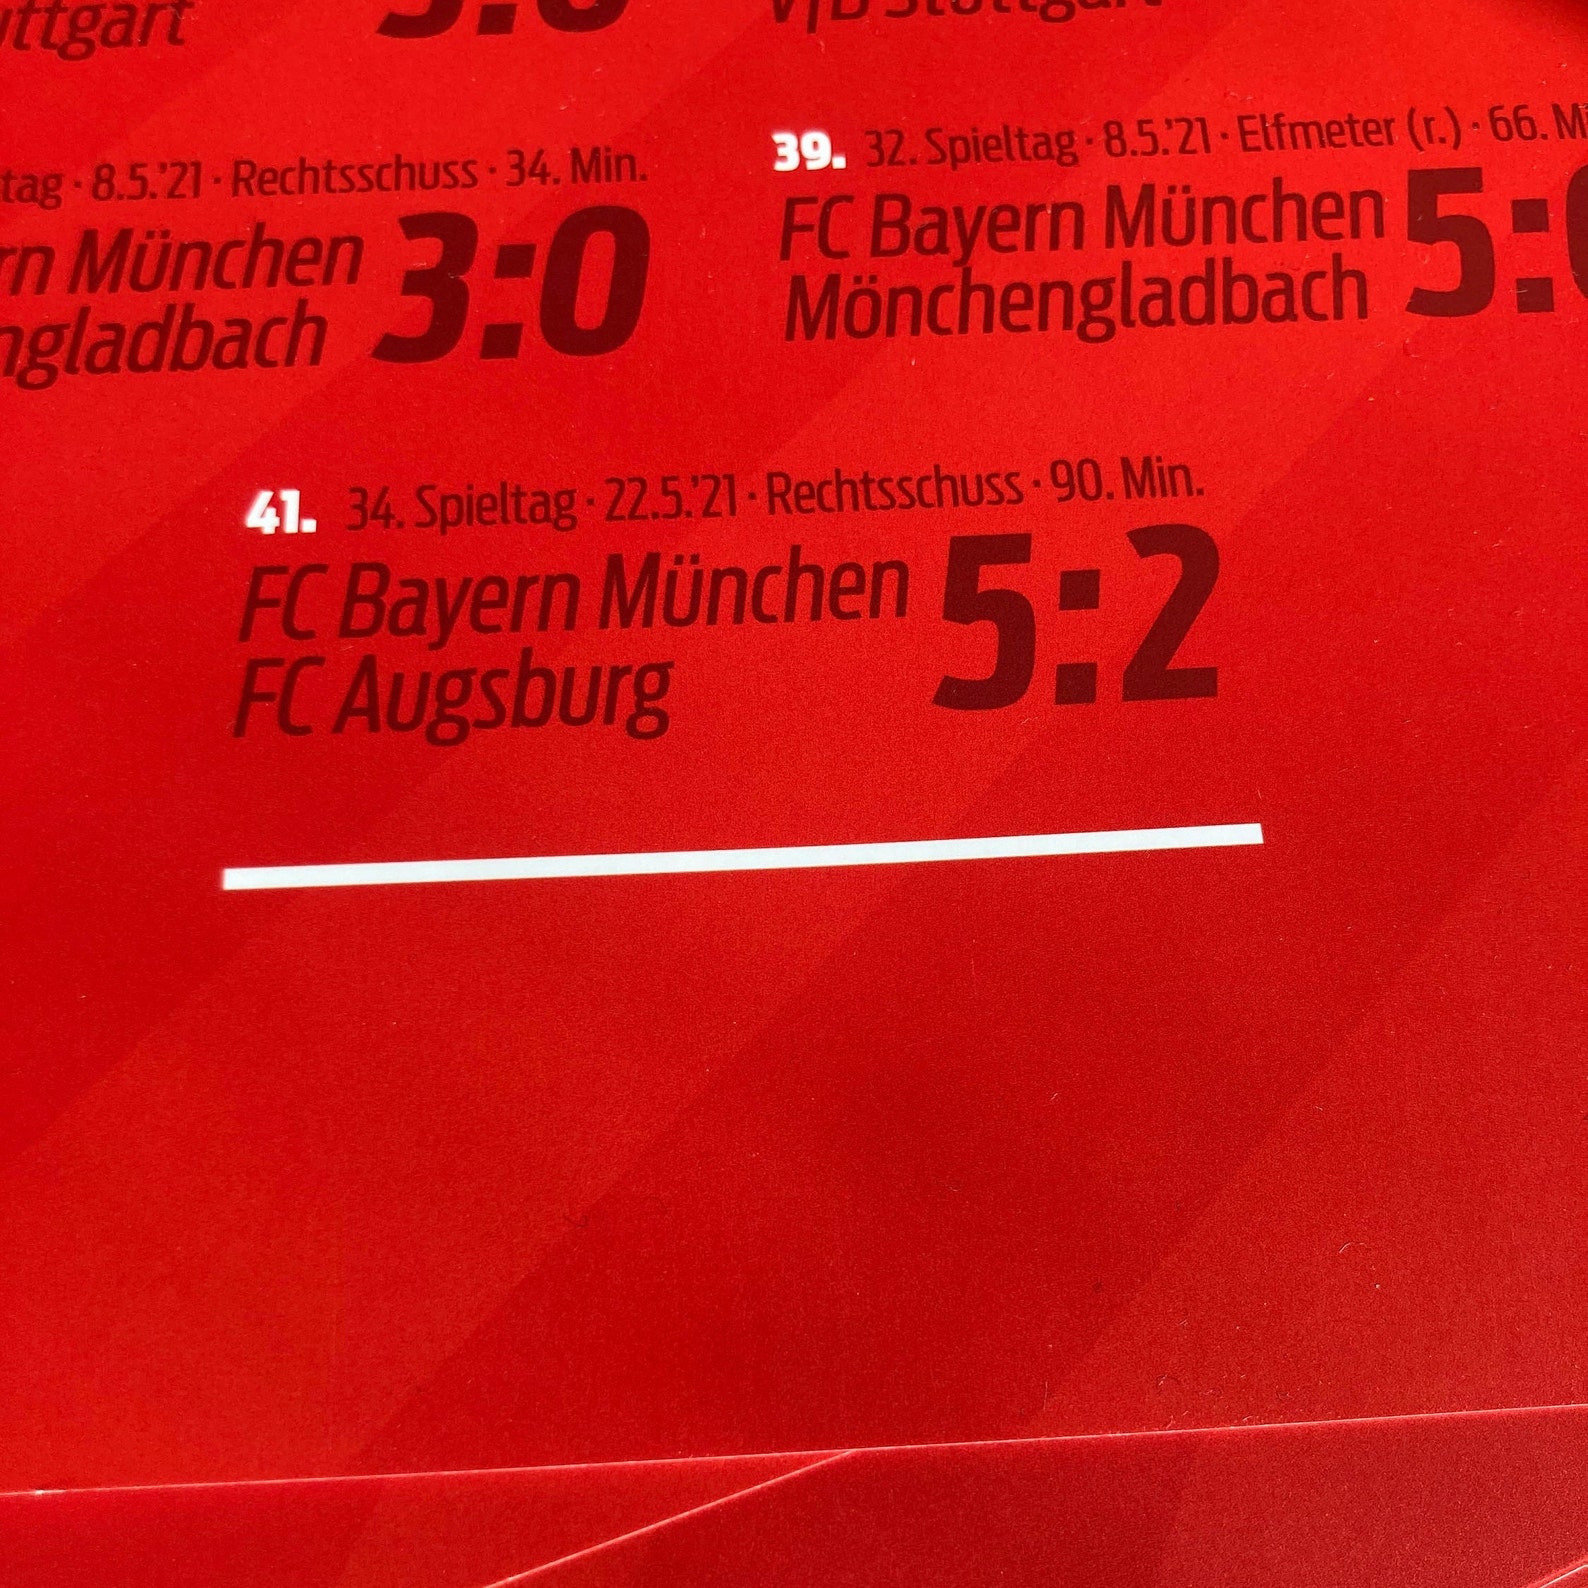 VfB Stuttgart
· 8.5.'21 · Rechtsschuss · 34. Min.
München 3:0
39. 32. Spieltag · 8.5.'21 · Elfmeter (r.) · 66.
FC Bayern München
Mönchengladbach 5:
41. 34. Spieltag · 22.5.'21 · Rechtsschuss · 90. Min.
FC Bayern München
FC Augsburg 5:2